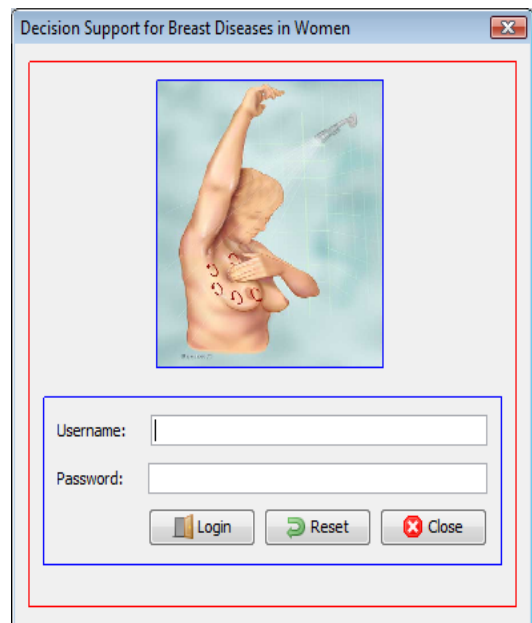 Decision Support for Breast Diseases in Women
Username:
Password:
Login Reset Close